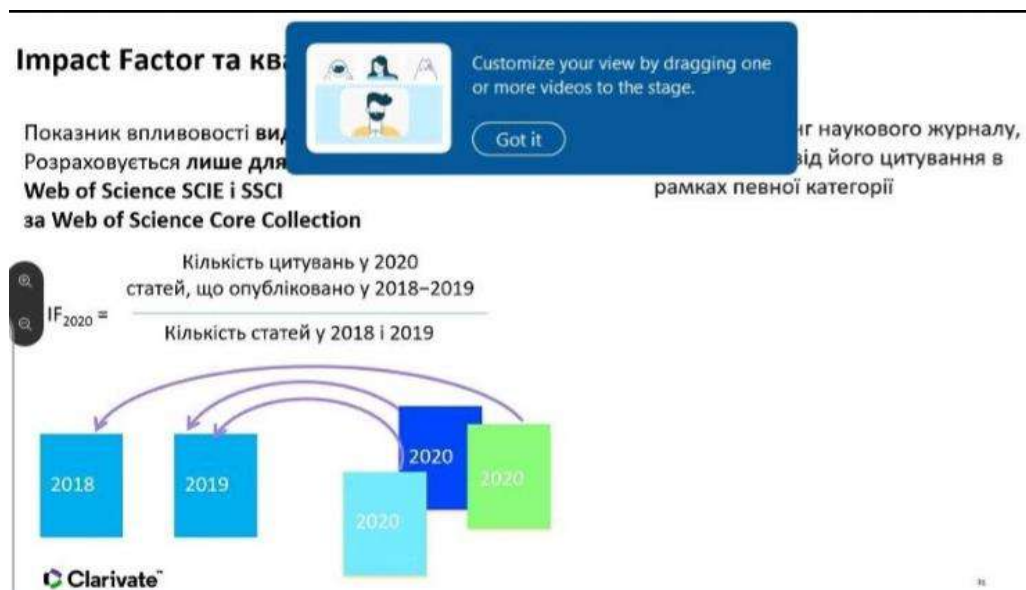 Impact Factor та ква
Customize your view by dragging one
or more videos to the stage.
Got it
Показник впливовості вид
Розраховується лише для
Web of Science SCIE і SSCI
за Web of Science Core Collection
нг наукового журналу,
від його цитування в
рамках певної категорії
Кількість цитувань у 2020
статей, що опубліковано у 2018–2019
IF2020 =
Кількість статей у 2018 і 2019
2018
2019
2020
2020
2020
Clarivate™